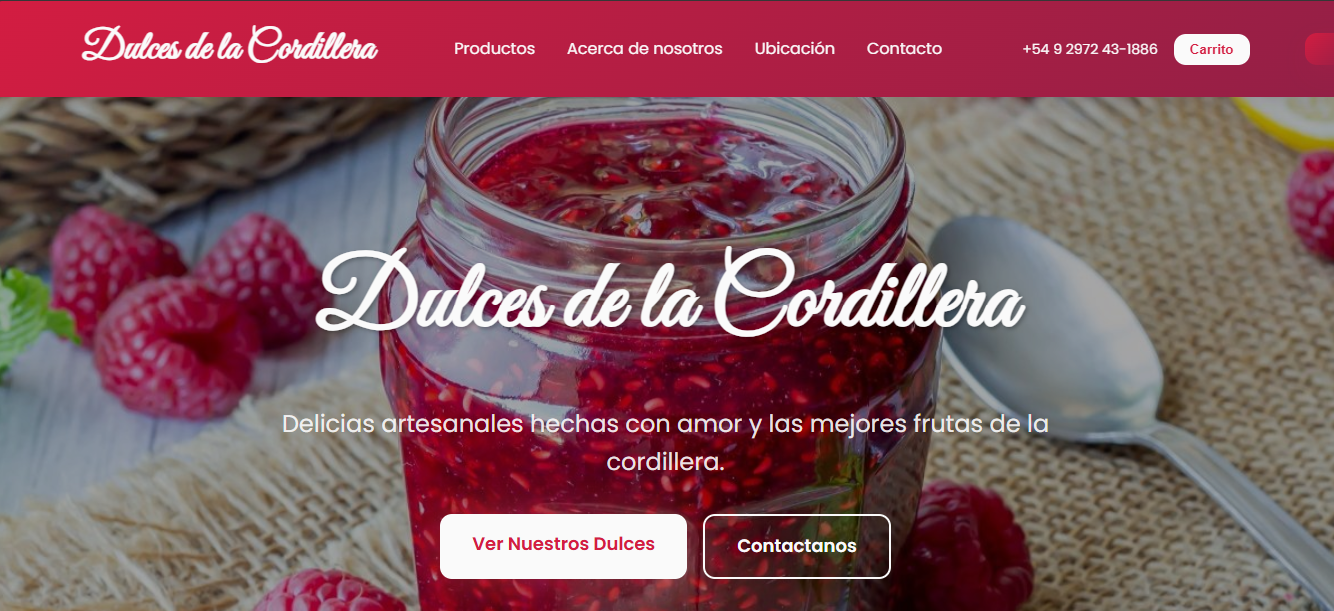 Dulces de la Cordillera
Productos
Acerca de nosotros
Ubicación
Contacto
+54 9 2972 43-1886
Carrito
Dulces de la Cordillera
Delicias artesanales hechas con amor y las mejores frutas de la
cordillera.
Ver Nuestros Dulces
Contactanos